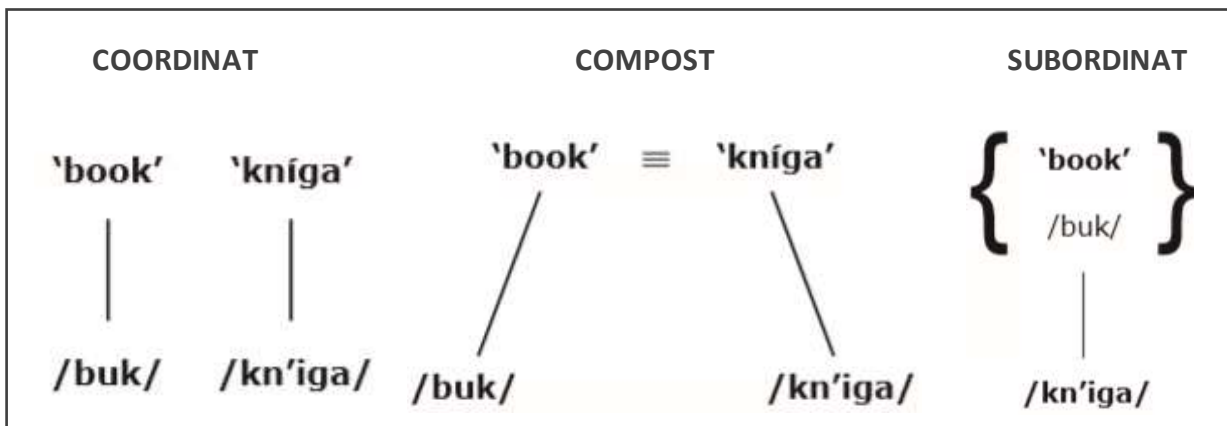 COORDINAT COMPOST SUBORDINAT
‘book’ ‘kníga’ ‘book’ ≡ ‘kníga’ { ‘book’ }
/buk/
/buk/ /kn’iga/ /buk/ /kn’iga/ /kn’iga/